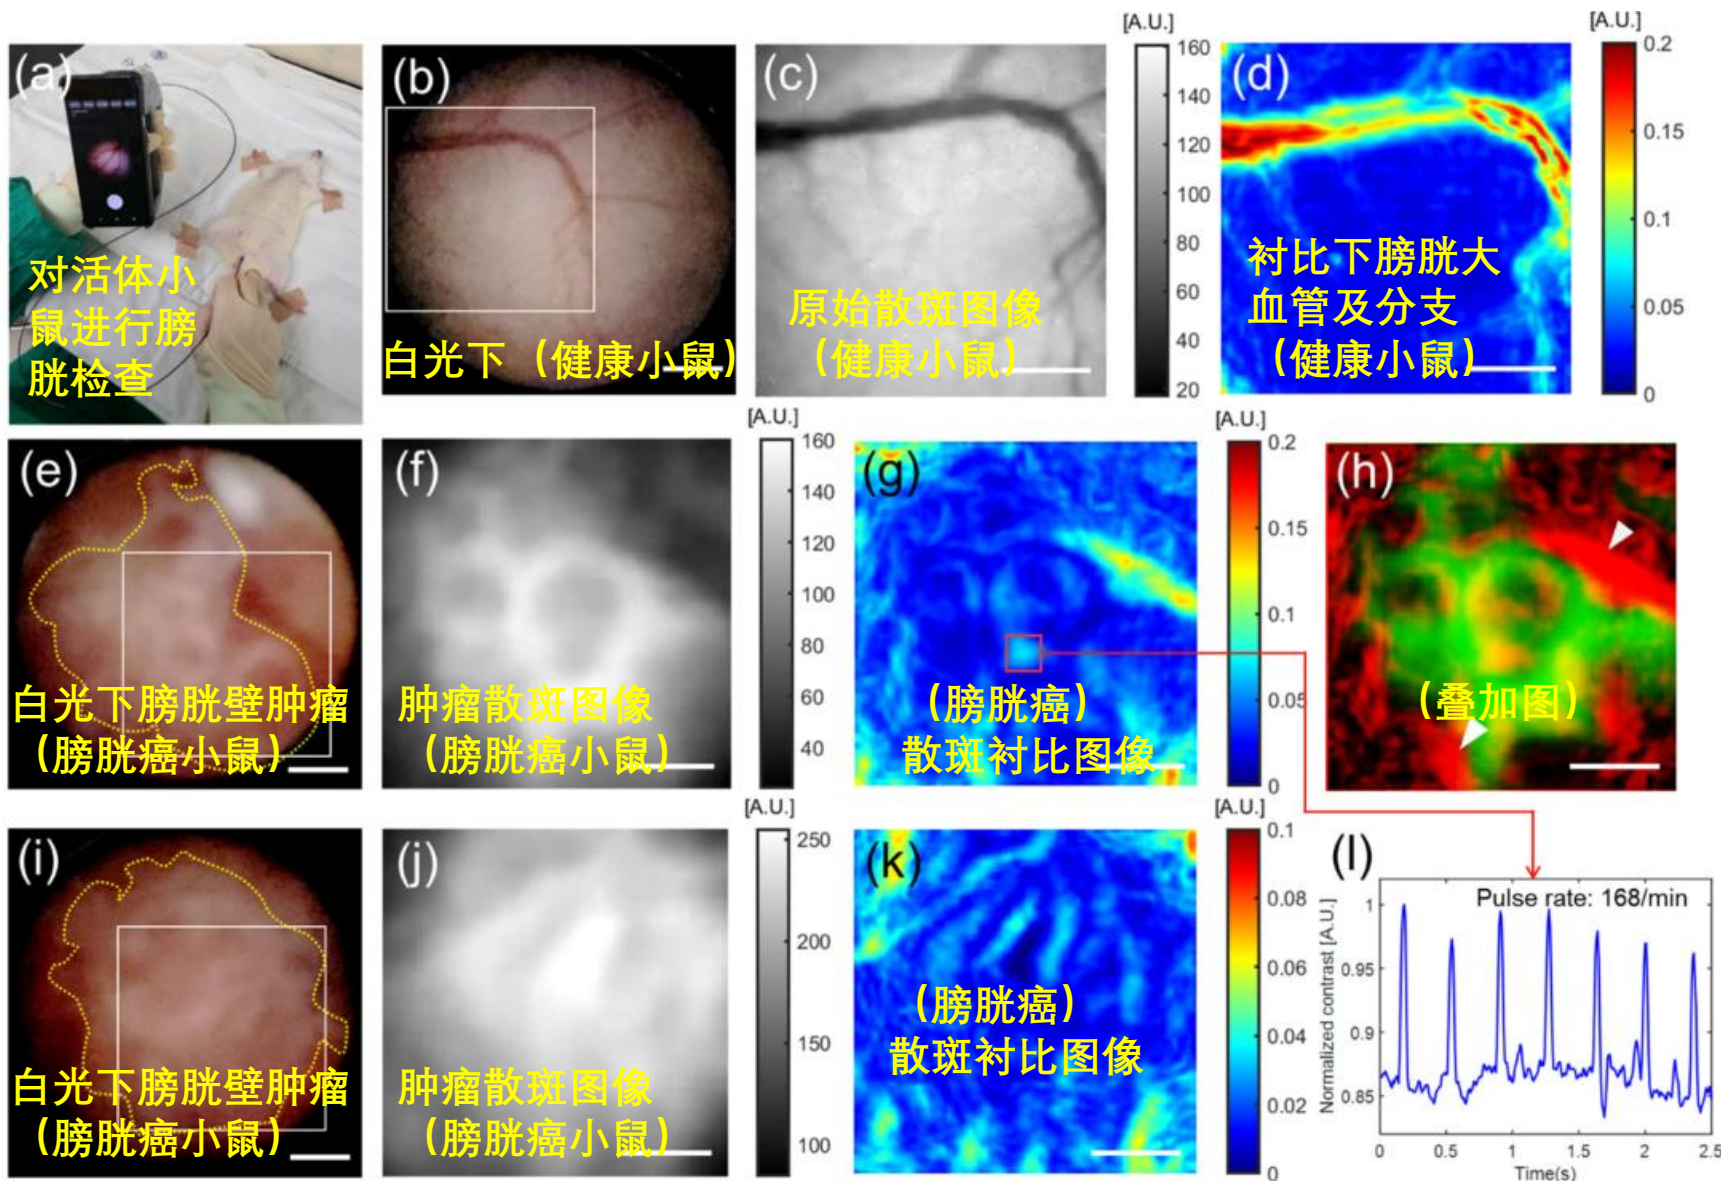 (a)
对活体小
鼠进行膀
胱检查
(b)
白光下（健康小鼠）
(c)
原始散斑图像
（健康小鼠）
[A.U.]
160
140
120
100
80
60
40
20
(d)
衬比下膀胱大
血管及分支
（健康小鼠）
[A.U.]
0.2
0.15
0.1
0.05
0
(e)
白光下膀胱壁肿瘤
（膀胱癌小鼠）
(f)
肿瘤散斑图像
（膀胱癌小鼠）
[A.U.]
160
140
120
100
80
60
40
(g)
（膀胱癌）
散斑衬比图像
[A.U.]
0.2
0.15
0.1
0.05
0
(h)
（叠加图）
(i)
白光下膀胱壁肿瘤
（膀胱癌小鼠）
(j)
肿瘤散斑图像
（膀胱癌小鼠）
[A.U.]
250
200
150
100
(k)
（膀胱癌）
散斑衬比图像
[A.U.]
0.1
0.08
0.06
0.04
0.02
0
(l)
Pulse rate: 168/min
Normalized contrast [A.U.]
1
0.95
0.9
0.85
0
0.5
1
1.5
2
2.5
Time(s)